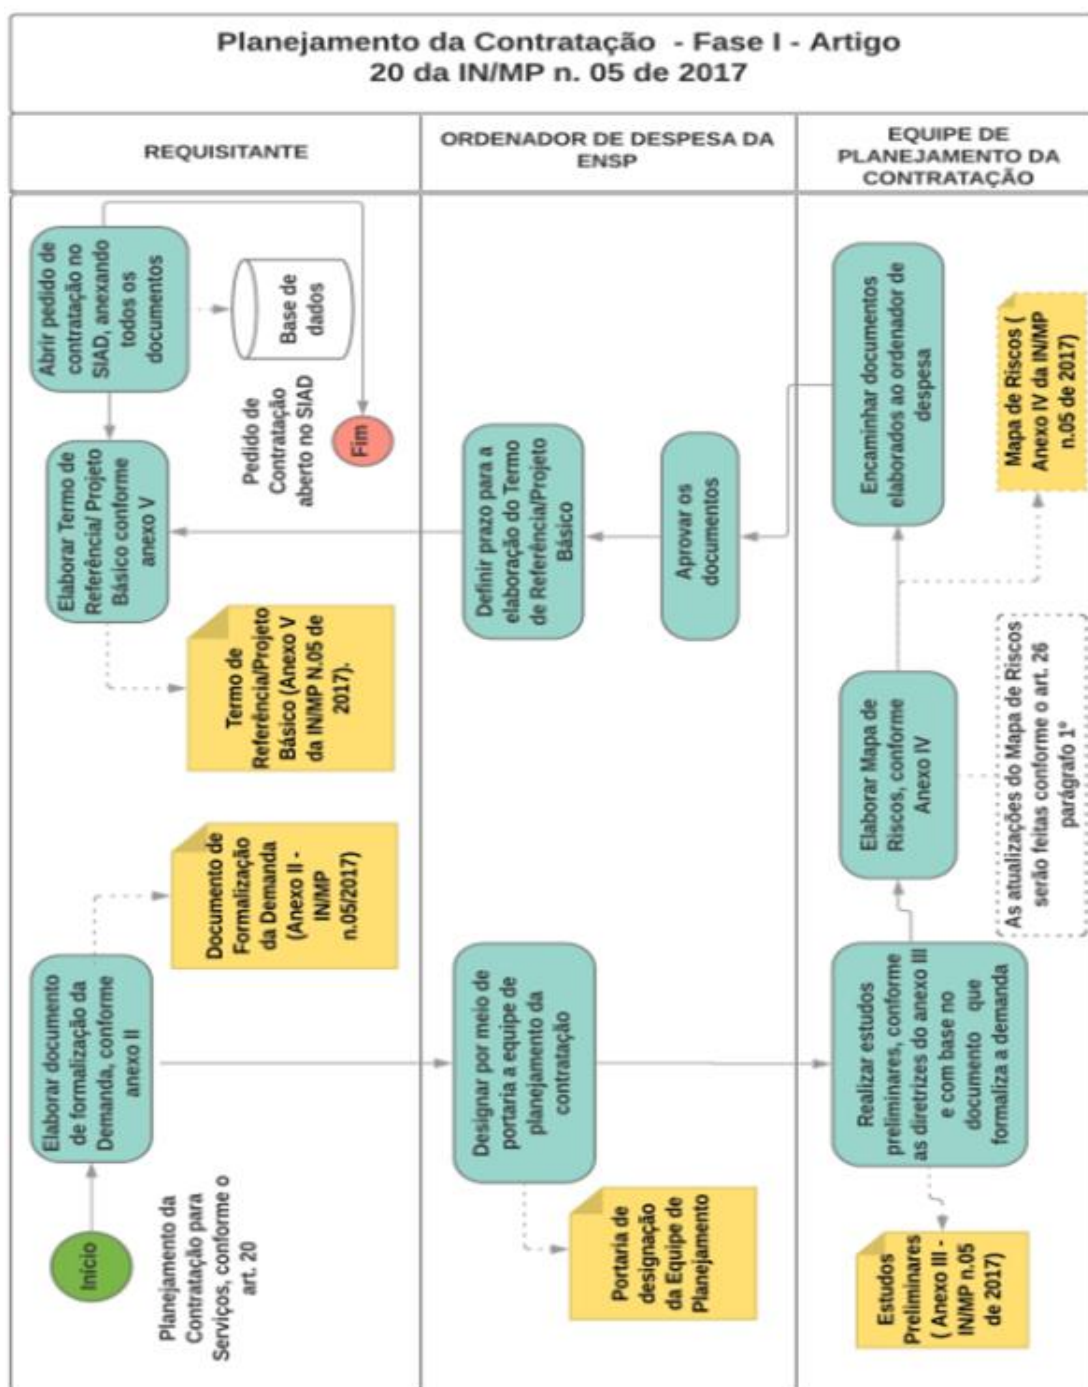 Planejamento da Contratação - Fase I - Artigo
20 da IN/MP n. 05 de 2017
REQUISITANTE
ORDENADOR DE DESPESA DA
ENSP
EQUIPE DE
PLANEJAMENTO DA
CONTRATAÇÃO
Início
Planejamento da
Contratação para
Serviços, conforme o
art. 20
Elaborar documento
de formalização da
Demanda, conforme
anexo II
Documento de
Formalização
da Demanda
(Anexo II -
IN/MP
n.05/2017)
Termo de
Referência/Projeto
Básico (Anexo V
da IN/MP N.05 de
2017).
Elaborar Termo de
Referência/ Projeto
Básico conforme
anexo V
Abrir pedido de
contratação no
SIAD, anexando
todos os
documentos
Base de
dados
Pedido de
Contratação
aberto no SIAD
Fim
Portaria de
designação
da Equipe de
Planejamento
Designar por meio de
portaria a equipe de
planejamento da
contratação
Definir prazo para a
elaboração do Termo
de Referência/Projeto
Básico
Aprovar os
documentos
Estudos
Preliminares
( Anexo III -
IN/MP n.05
de 2017)
Realizar estudos
preliminares, conforme
as diretrizes do anexo III
e com base no
documento que
formaliza a demanda
Elaborar Mapa de
Riscos, conforme
Anexo IV
As atualizações do Mapa de Riscos
serão feitas conforme o art. 26
parágrafo 1º
Encaminhar documentos
elaborados ao ordenador de
despesa
Mapa de Riscos (
Anexo IV da IN/MP
n.05 de 2017)